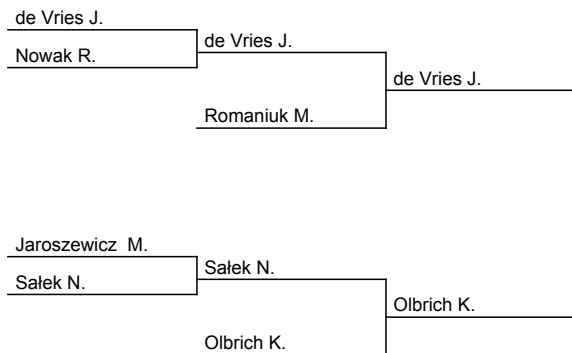 de Vries J.
Nowak R.
de Vries J.
Romaniuk M.
de Vries J.
Jaroszewicz  M.
Sałek N.
Sałek N.
Olbrich K.
Olbrich K.